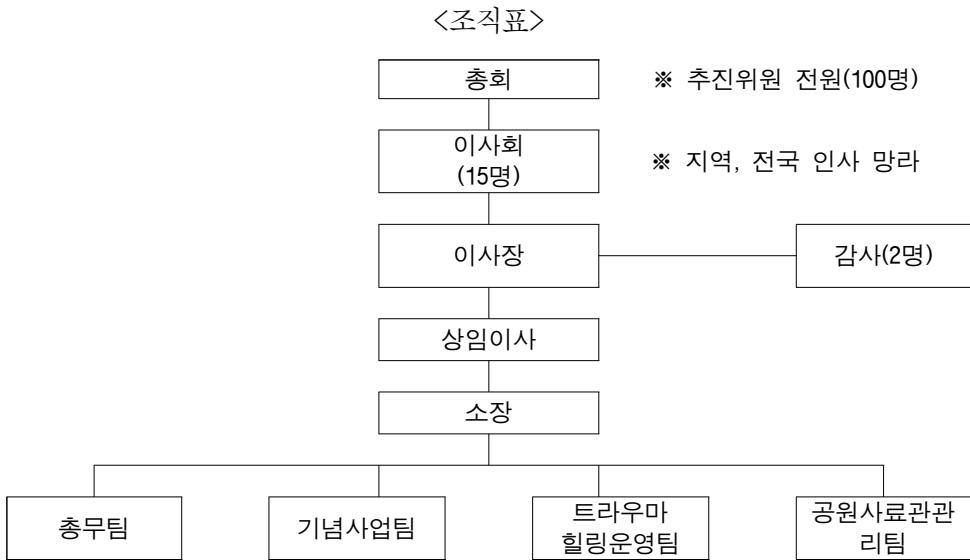 <조직표>
총회
※ 추진위원 전원(100명)
이사회
(15명)
※ 지역, 전국 인사 망라
이사장
감사(2명)
상임이사
소장
총무팀
기념사업팀
트라우마
힐링운영팀
공원사료관관
리팀